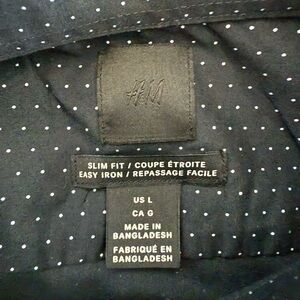 H&M
SLIM FIT / COUPE ÉTROITE
EASY IRON / REPASSAGE FACILE
US L
CA G
MADE IN
BANGLADESH
FABRIQUÉ EN
BANGLADESH